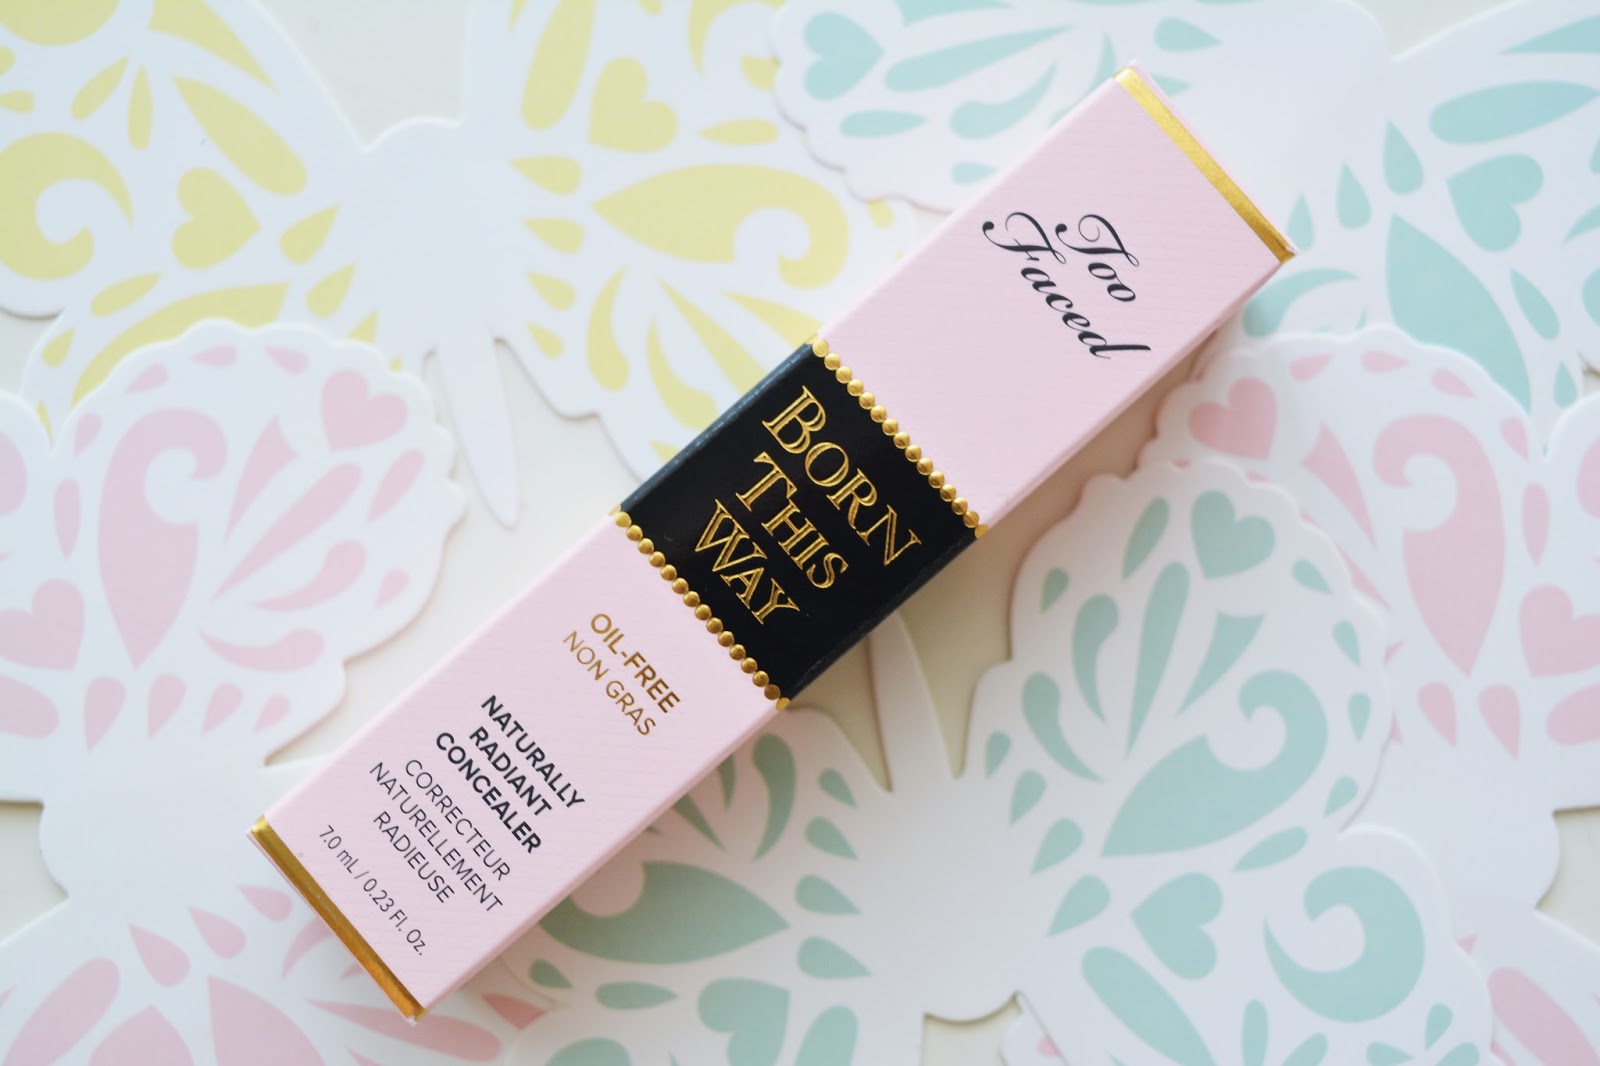 Too
Faced
BORN
THIS
WAY
OIL-FREE
NON GRAS
NATURALLY
RADIANT
CONCEALER
CORRECTEUR
NATURELLEMENT
RADIEUSE
7.0 mL / 0.23 Fl. Oz.